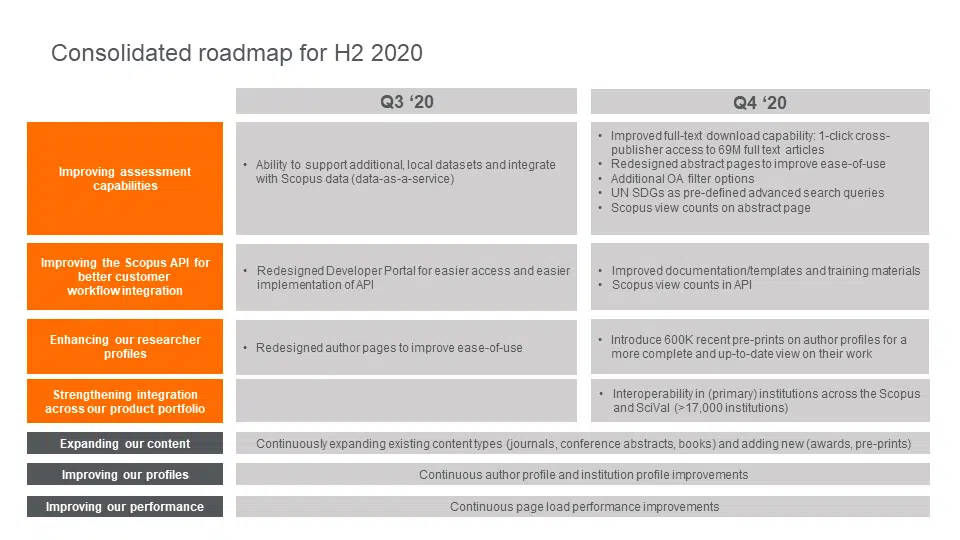 Consolidated roadmap for H2 2020
Q3 ‘20
Q4 ‘20
Improving assessment
capabilities
• Ability to support additional, local datasets and integrate
with Scopus data (data-as-a-service)
• Improved full-text download capability: 1-click cross-
publisher access to 69M full text articles
• Redesigned abstract pages to improve ease-of-use
• Additional OA filter options
• UN SDGs as pre-defined advanced search queries
• Scopus view counts on abstract page
Improving the Scopus API for
better customer
workflow integration
• Redesigned Developer Portal for easier access and easier
implementation of API
• Improved documentation/templates and training materials
• Scopus view counts in API
Enhancing our researcher
profiles
• Redesigned author pages to improve ease-of-use
• Introduce 600K recent pre-prints on author profiles for a
more complete and up-to-date view on their work
Strengthening integration
across our product portfolio
• Interoperability in (primary) institutions across the Scopus
and SciVal (>17,000 institutions)
Expanding our content
Continuously expanding existing content types (journals, conference abstracts, books) and adding new (awards, pre-prints)
Improving our profiles
Continuous author profile and institution profile improvements
Improving our performance
Continuous page load performance improvements